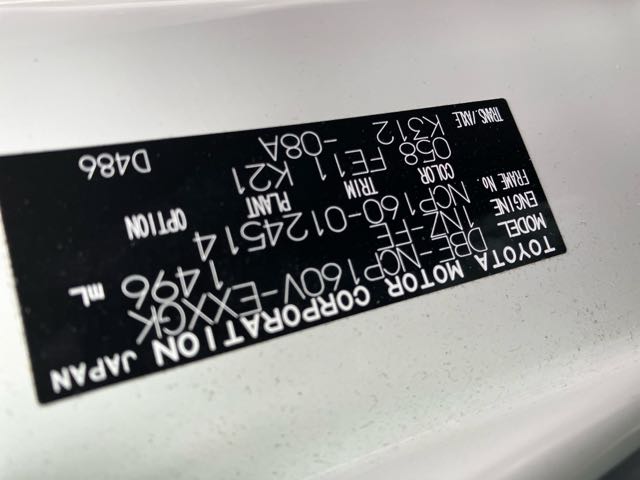 TOYOTA MOTOR CORPORATION JAPAN
MODEL DBE-NCP160V-EXXGK
ENGINE 1NZ-FE 1496 mL
FRAME No. NCP160-0124514
COLOR TRIM PLANT OPTION
058 FE11 K21
TRANS./AXLE K312 -08A D486